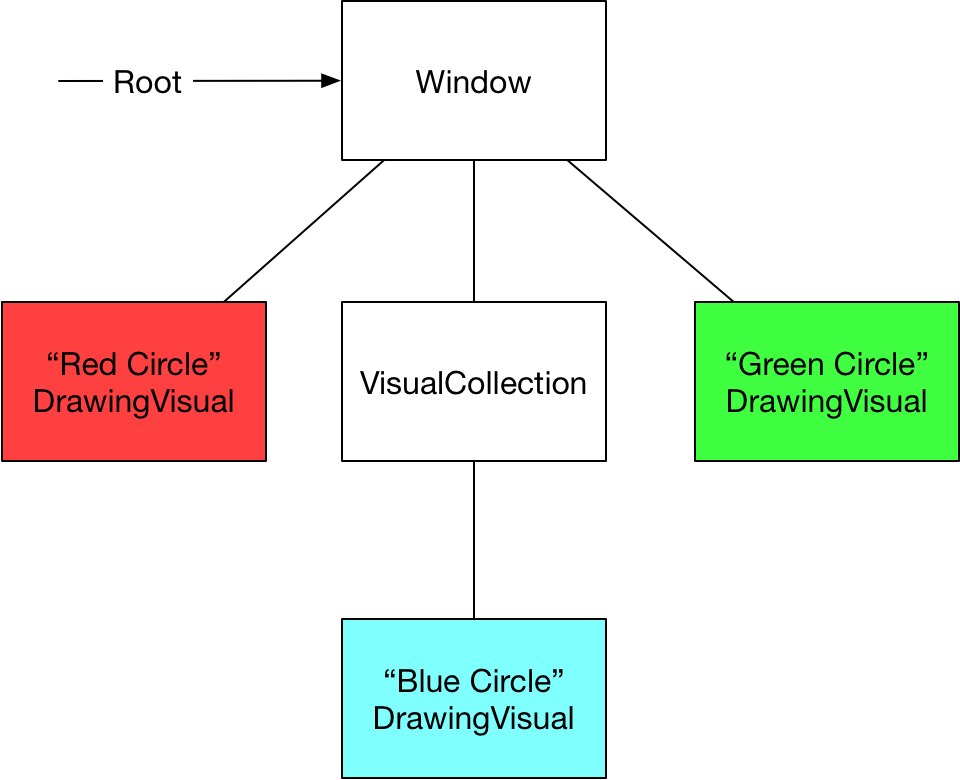 Root
Window
“Red Circle”
DrawingVisual
VisualCollection
“Green Circle”
DrawingVisual
“Blue Circle”
DrawingVisual